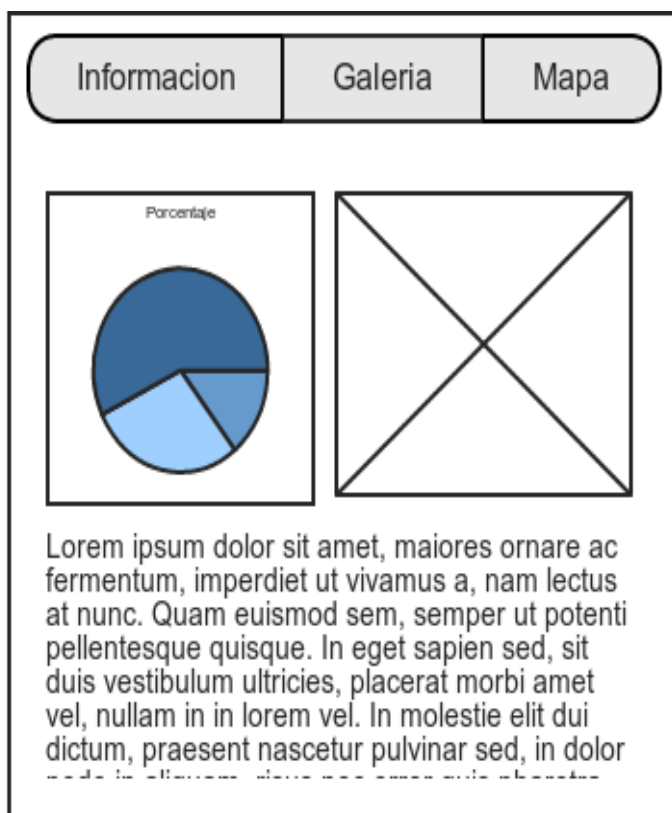 Informacion Galeria Mapa
Porcentaje
Lorem ipsum dolor sit amet, maiores ornare ac
fermentum, imperdiet ut vivamus a, nam lectus
at nunc. Quam euismod sem, semper ut potenti
pellentesque quisque. In eget sapien sed, sit
duis vestibulum ultricies, placerat morbi amet
vel, nullam in in lorem vel. In molestie elit dui
dictum, praesent nascetur pulvinar sed, in dolor